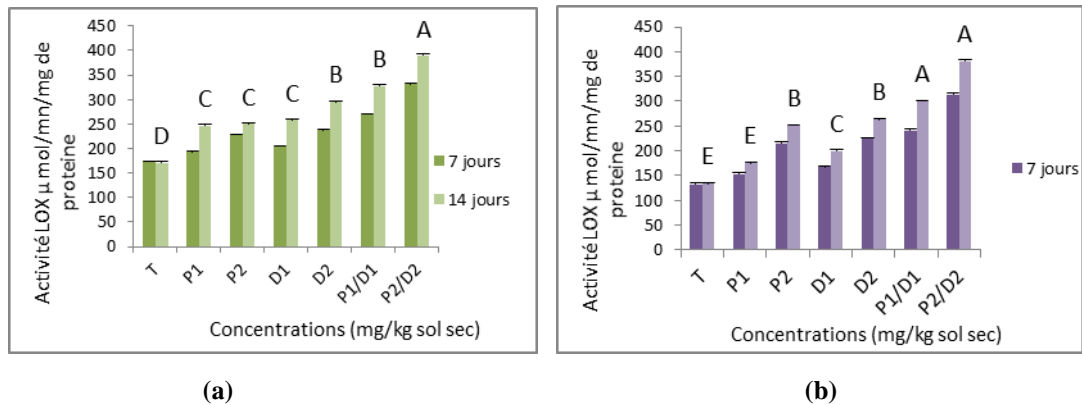 Activité LOX µ mol/mn/mg de
proteine
450
400
350
300
250
200
150
100
50
0
D
C
C
C
B
B
A
T
P1
P2
D1
D2
P1/D1
P2/D2
7 jours
14 jours
Concentrations (mg/kg sol sec)
(a)
Activités LOX µ mol/mn/mg de
proteine
450
400
350
300
250
200
150
100
50
0
E
E
B
C
B
A
A
T
P1
P2
D1
D2
P1/D1
P2/D2
7 jours
Concentrations (mg/kg sol sec)
(b)